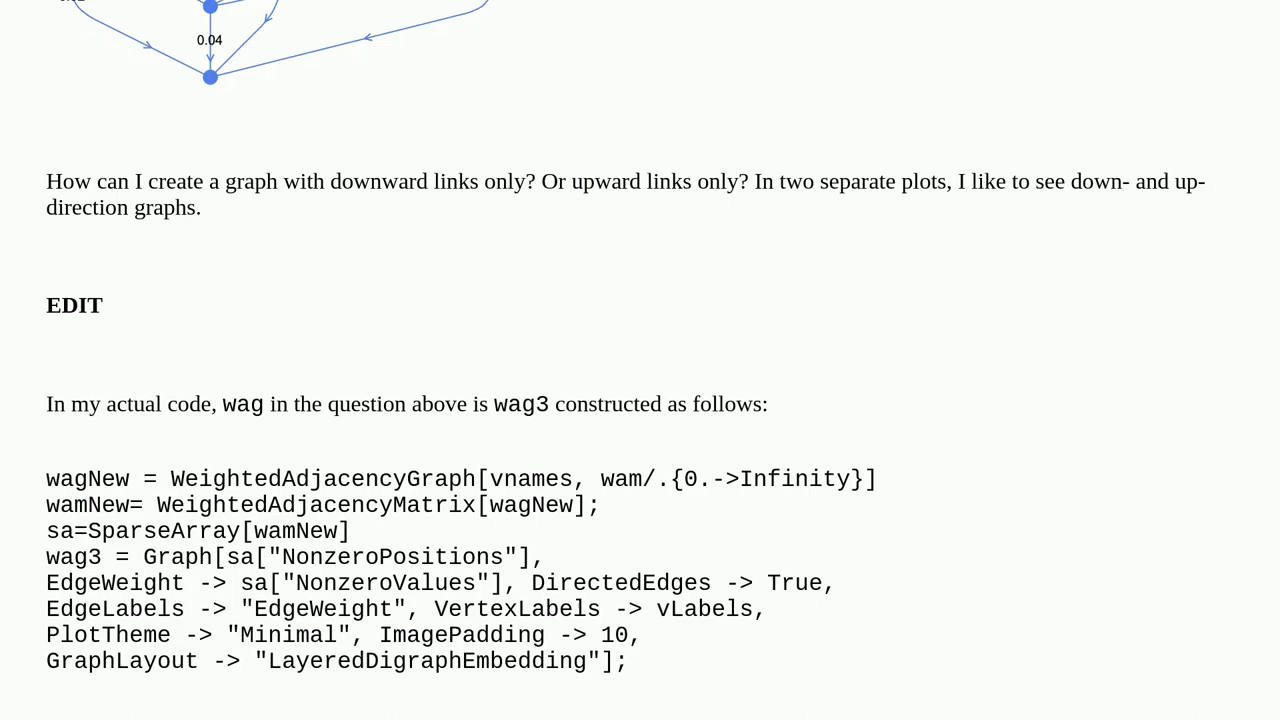 0.04
How can I create a graph with downward links only? Or upward links only? In two separate plots, I like to see down- and up-
direction graphs.
EDIT
In my actual code, wag in the question above is wag3 constructed as follows:
wagNew = WeightedAdjacencyGraph[vnames, wam/.{0.->Infinity}]
wamNew= WeightedAdjacencyMatrix[wagNew];
sa=SparseArray[wamNew]
wag3 = Graph[sa["NonzeroPositions"],
EdgeWeight -> sa["NonzeroValues"], DirectedEdges -> True,
EdgeLabels -> "EdgeWeight", VertexLabels -> vLabels,
PlotTheme -> "Minimal", ImagePadding -> 10,
GraphLayout -> "LayeredDigraphEmbedding"];